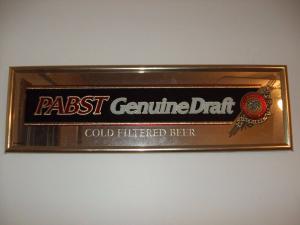 PABST Genuine Draft
COLD FILTERED BEER